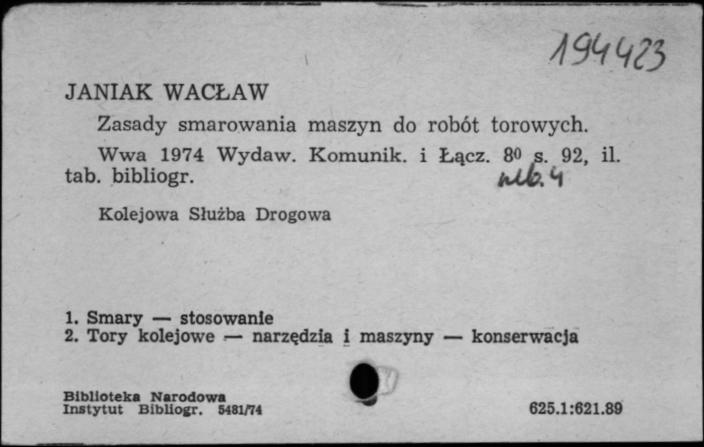 194423
JANIAK WACŁAW
Zasady smarowania maszyn do robót torowych.
Wwa 1974 Wydaw. Komunik. i Łącz. 8⁰ s. 92, il.
tab. bibliogr. nlb. 4
Kolejowa Służba Drogowa
1. Smary — stosowanie
2. Tory kolejowe — narzędzia i maszyny — konserwacja
Biblioteka Narodowa
Instytut Bibliogr. 5481/74 625.1:621.89